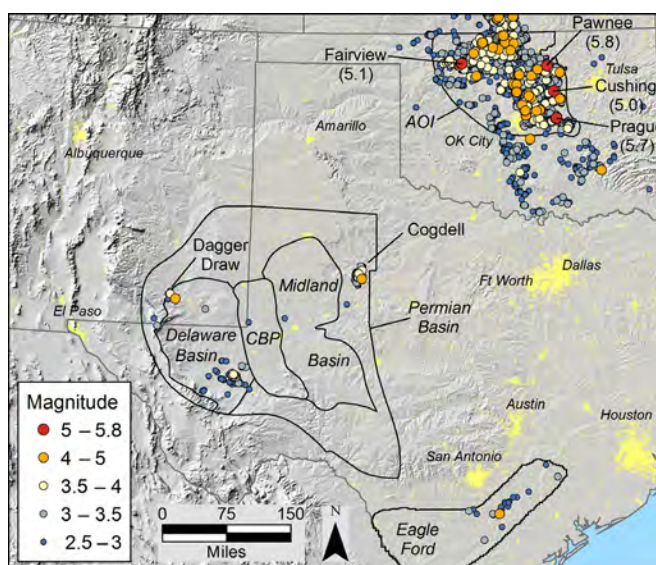 Pawnee
(5.8)
Fairview
(5.1)
Tulsa
Cushing
(5.0)
AOI
OK City
Prague
(5.7)
Amarillo
Albuquerque
Dagger
Draw
Cogdell
Midland
Ft Worth
Dallas
El Paso
Permian
Basin
Delaware
Basin
CBP
Basin
Magnitude
5 – 5.8
4 – 5
3.5 – 4
3 – 3.5
2.5 – 3
Austin
Houston
San Antonio
0 75 150
Miles
N
Eagle
Ford